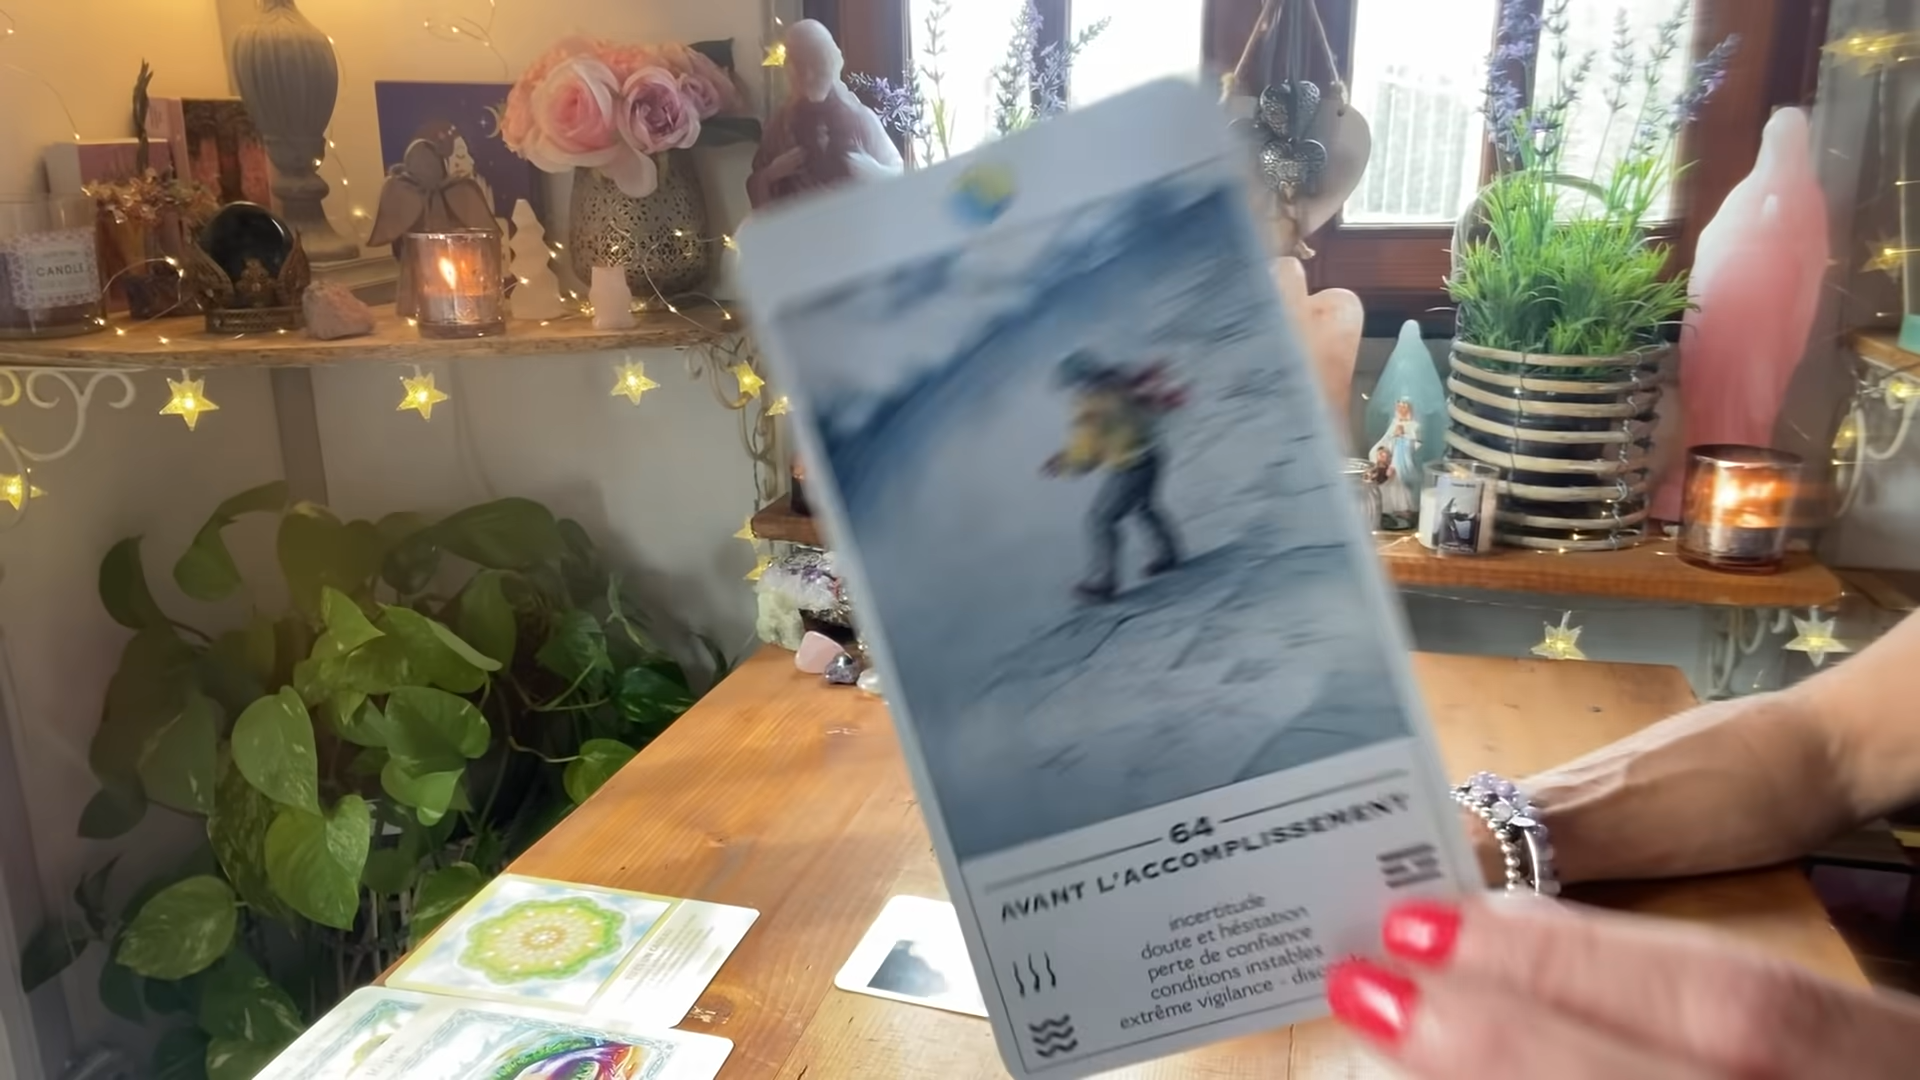 CANDLE
64
AVANT L'ACCOMPLISSEMENT
incertitude
doute et hésitation
perte de confiance
conditions instables
extrême vigilance -